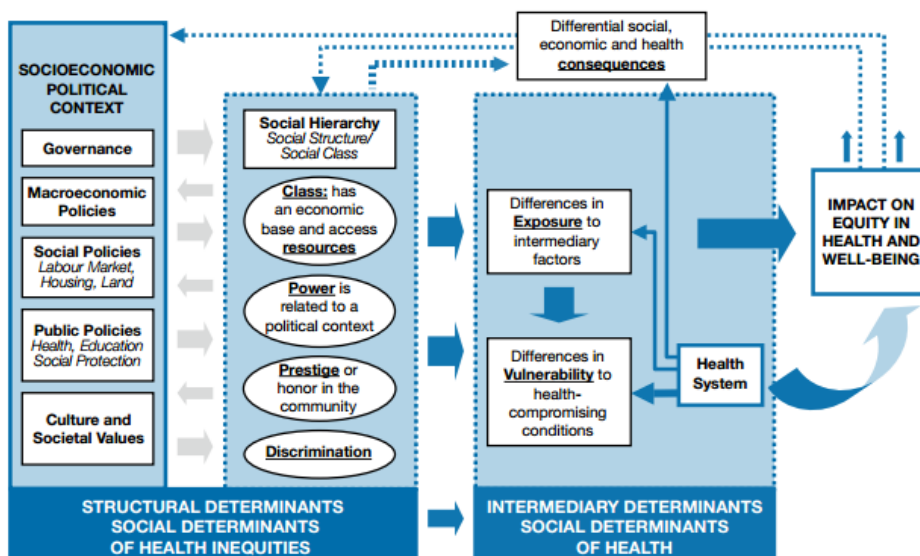 SOCIOECONOMIC
POLITICAL
CONTEXT
Governance
Macroeconomic
Policies
Social Policies
Labour Market,
Housing, Land
Public Policies
Health, Education
Social Protection
Culture and
Societal Values
Social Hierarchy
Social Structure/
Social Class
Class: has
an economic
base and access
resources
Power is
related to a
political context
Prestige or
honor in the
community
Discrimination
STRUCTURAL DETERMINANTS
SOCIAL DETERMINANTS
OF HEALTH INEQUITIES
Differential social,
economic and health
consequences
Differences in
Exposure to
intermediary
factors
Differences in
Vulnerability to
health-
compromising
conditions
Health
System
INTERMEDIARY DETERMINANTS
SOCIAL DETERMINANTS
OF HEALTH
IMPACT ON
EQUITY IN
HEALTH AND
WELL-BEING